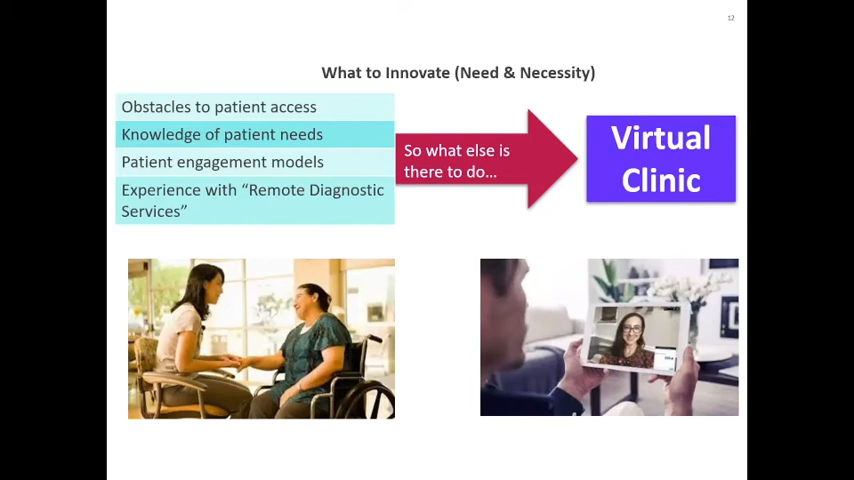 12
What to Innovate (Need & Necessity)
Obstacles to patient access
Knowledge of patient needs
Patient engagement models
Experience with “Remote Diagnostic
Services”
So what else is
there to do...
Virtual
Clinic